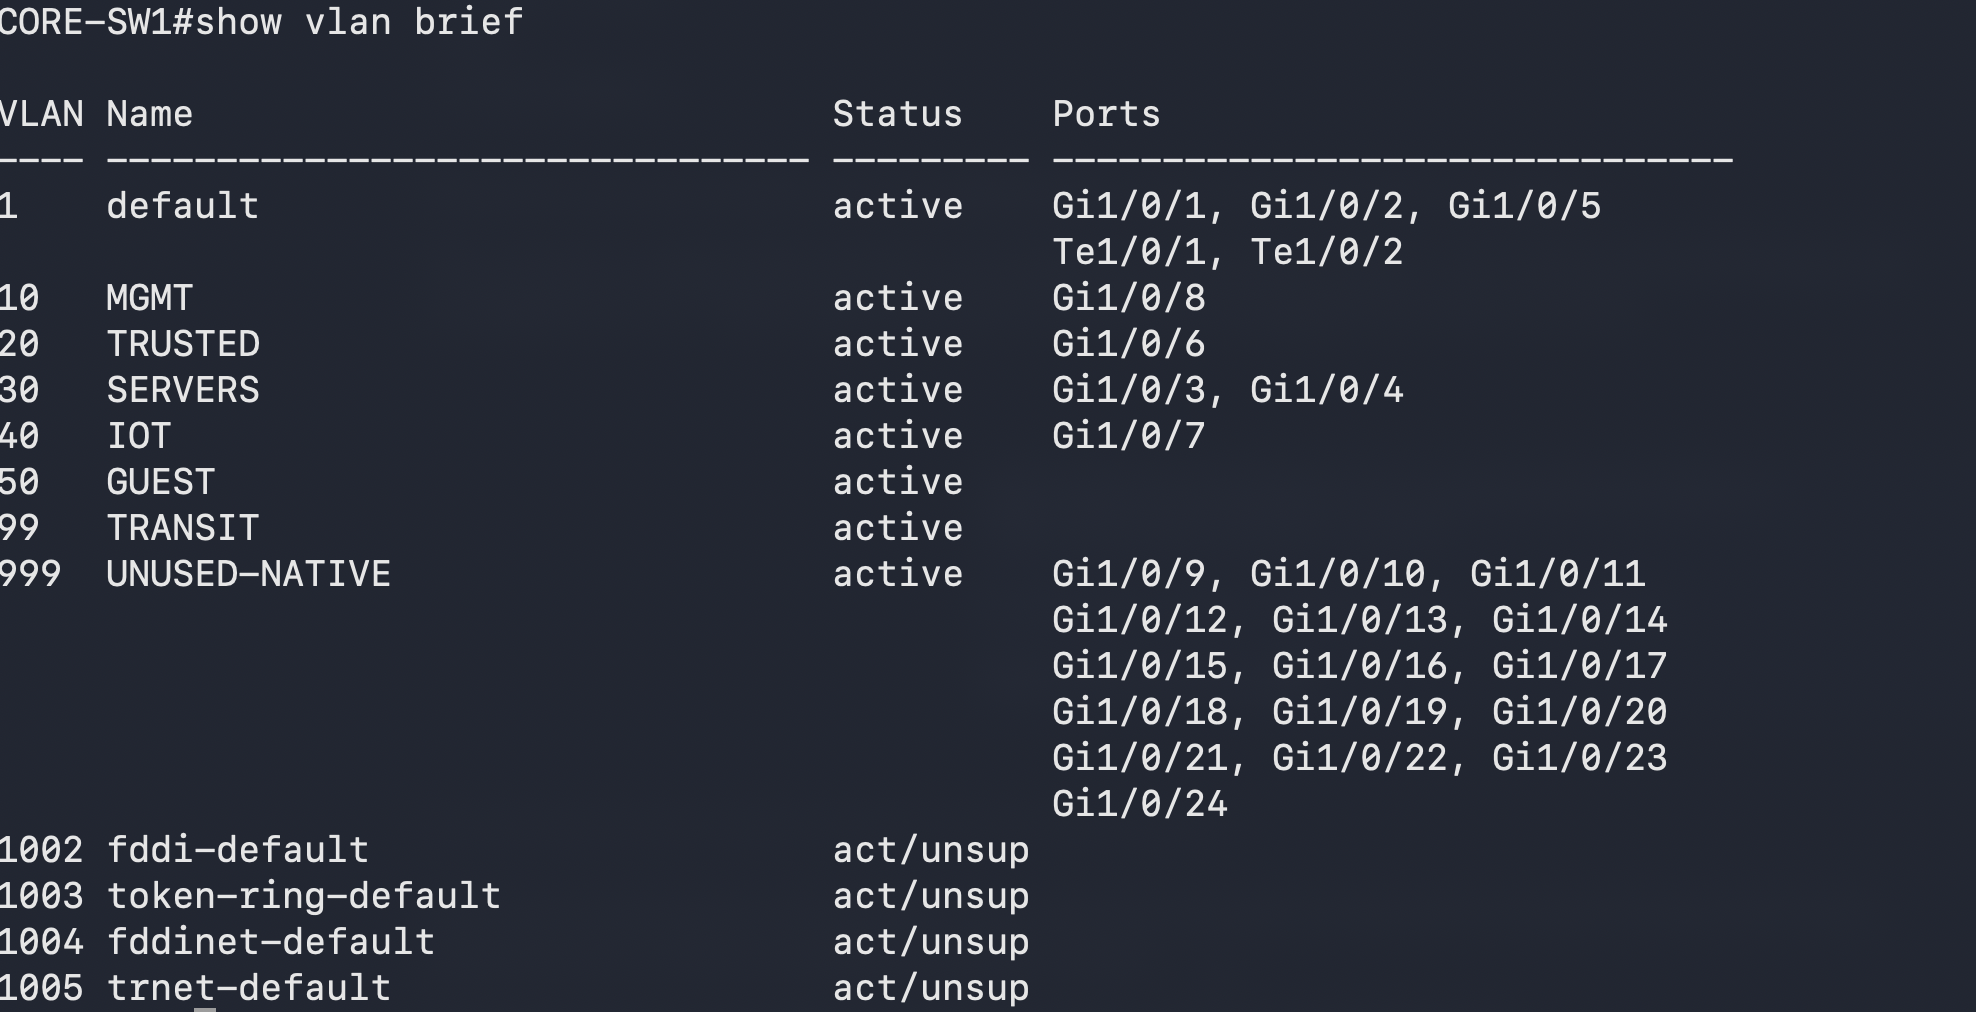 CORE-SW1#show vlan brief

VLAN Name                             Status    Ports
---- -------------------------------- --------- -------------------------------
1    default                          active    Gi1/0/1, Gi1/0/2, Gi1/0/5
                                                Te1/0/1, Te1/0/2
10   MGMT                             active    Gi1/0/8
20   TRUSTED                          active    Gi1/0/6
30   SERVERS                          active    Gi1/0/3, Gi1/0/4
40   IOT                              active    Gi1/0/7
50   GUEST                            active
99   TRANSIT                          active
999  UNUSED-NATIVE                    active    Gi1/0/9, Gi1/0/10, Gi1/0/11
                                                Gi1/0/12, Gi1/0/13, Gi1/0/14
                                                Gi1/0/15, Gi1/0/16, Gi1/0/17
                                                Gi1/0/18, Gi1/0/19, Gi1/0/20
                                                Gi1/0/21, Gi1/0/22, Gi1/0/23
                                                Gi1/0/24
1002 fddi-default                     act/unsup
1003 token-ring-default               act/unsup
1004 fddinet-default                  act/unsup
1005 trnet-default                    act/unsup